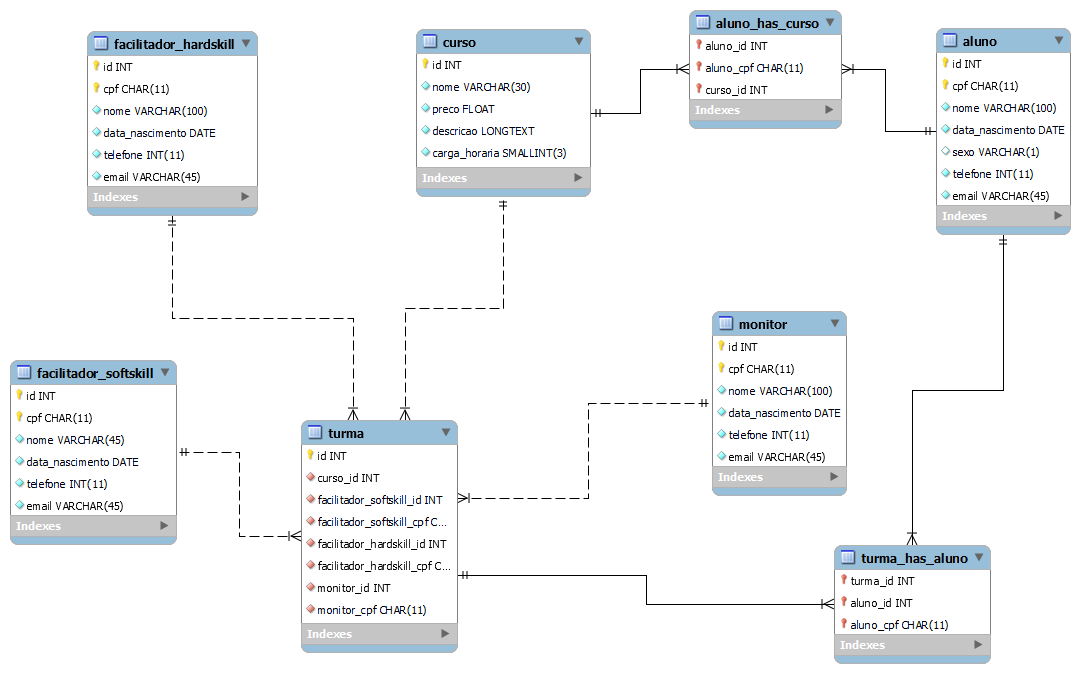 facilitador_hardskill
id INT
cpf CHAR(11)
nome VARCHAR(100)
data_nascimento DATE
telefone INT(11)
email VARCHAR(45)
Indexes
curso
id INT
nome VARCHAR(30)
preco FLOAT
descricao LONGTEXT
carga_horaria SMALLINT(3)
Indexes
aluno_has_curso
aluno_id INT
aluno_cpf CHAR(11)
curso_id INT
Indexes
aluno
id INT
cpf CHAR(11)
nome VARCHAR(100)
data_nascimento DATE
sexo VARCHAR(1)
telefone INT(11)
email VARCHAR(45)
Indexes
facilitador_softskill
id INT
cpf CHAR(11)
nome VARCHAR(45)
data_nascimento DATE
telefone INT(11)
email VARCHAR(45)
Indexes
turma
id INT
curso_id INT
facilitador_softskill_id INT
facilitador_softskill_cpf C...
facilitador_hardskill_id INT
facilitador_hardskill_cpf C...
monitor_id INT
monitor_cpf CHAR(11)
Indexes
monitor
id INT
cpf CHAR(11)
nome VARCHAR(100)
data_nascimento DATE
telefone INT(11)
email VARCHAR(45)
Indexes
turma_has_aluno
turma_id INT
aluno_id INT
aluno_cpf CHAR(11)
Indexes